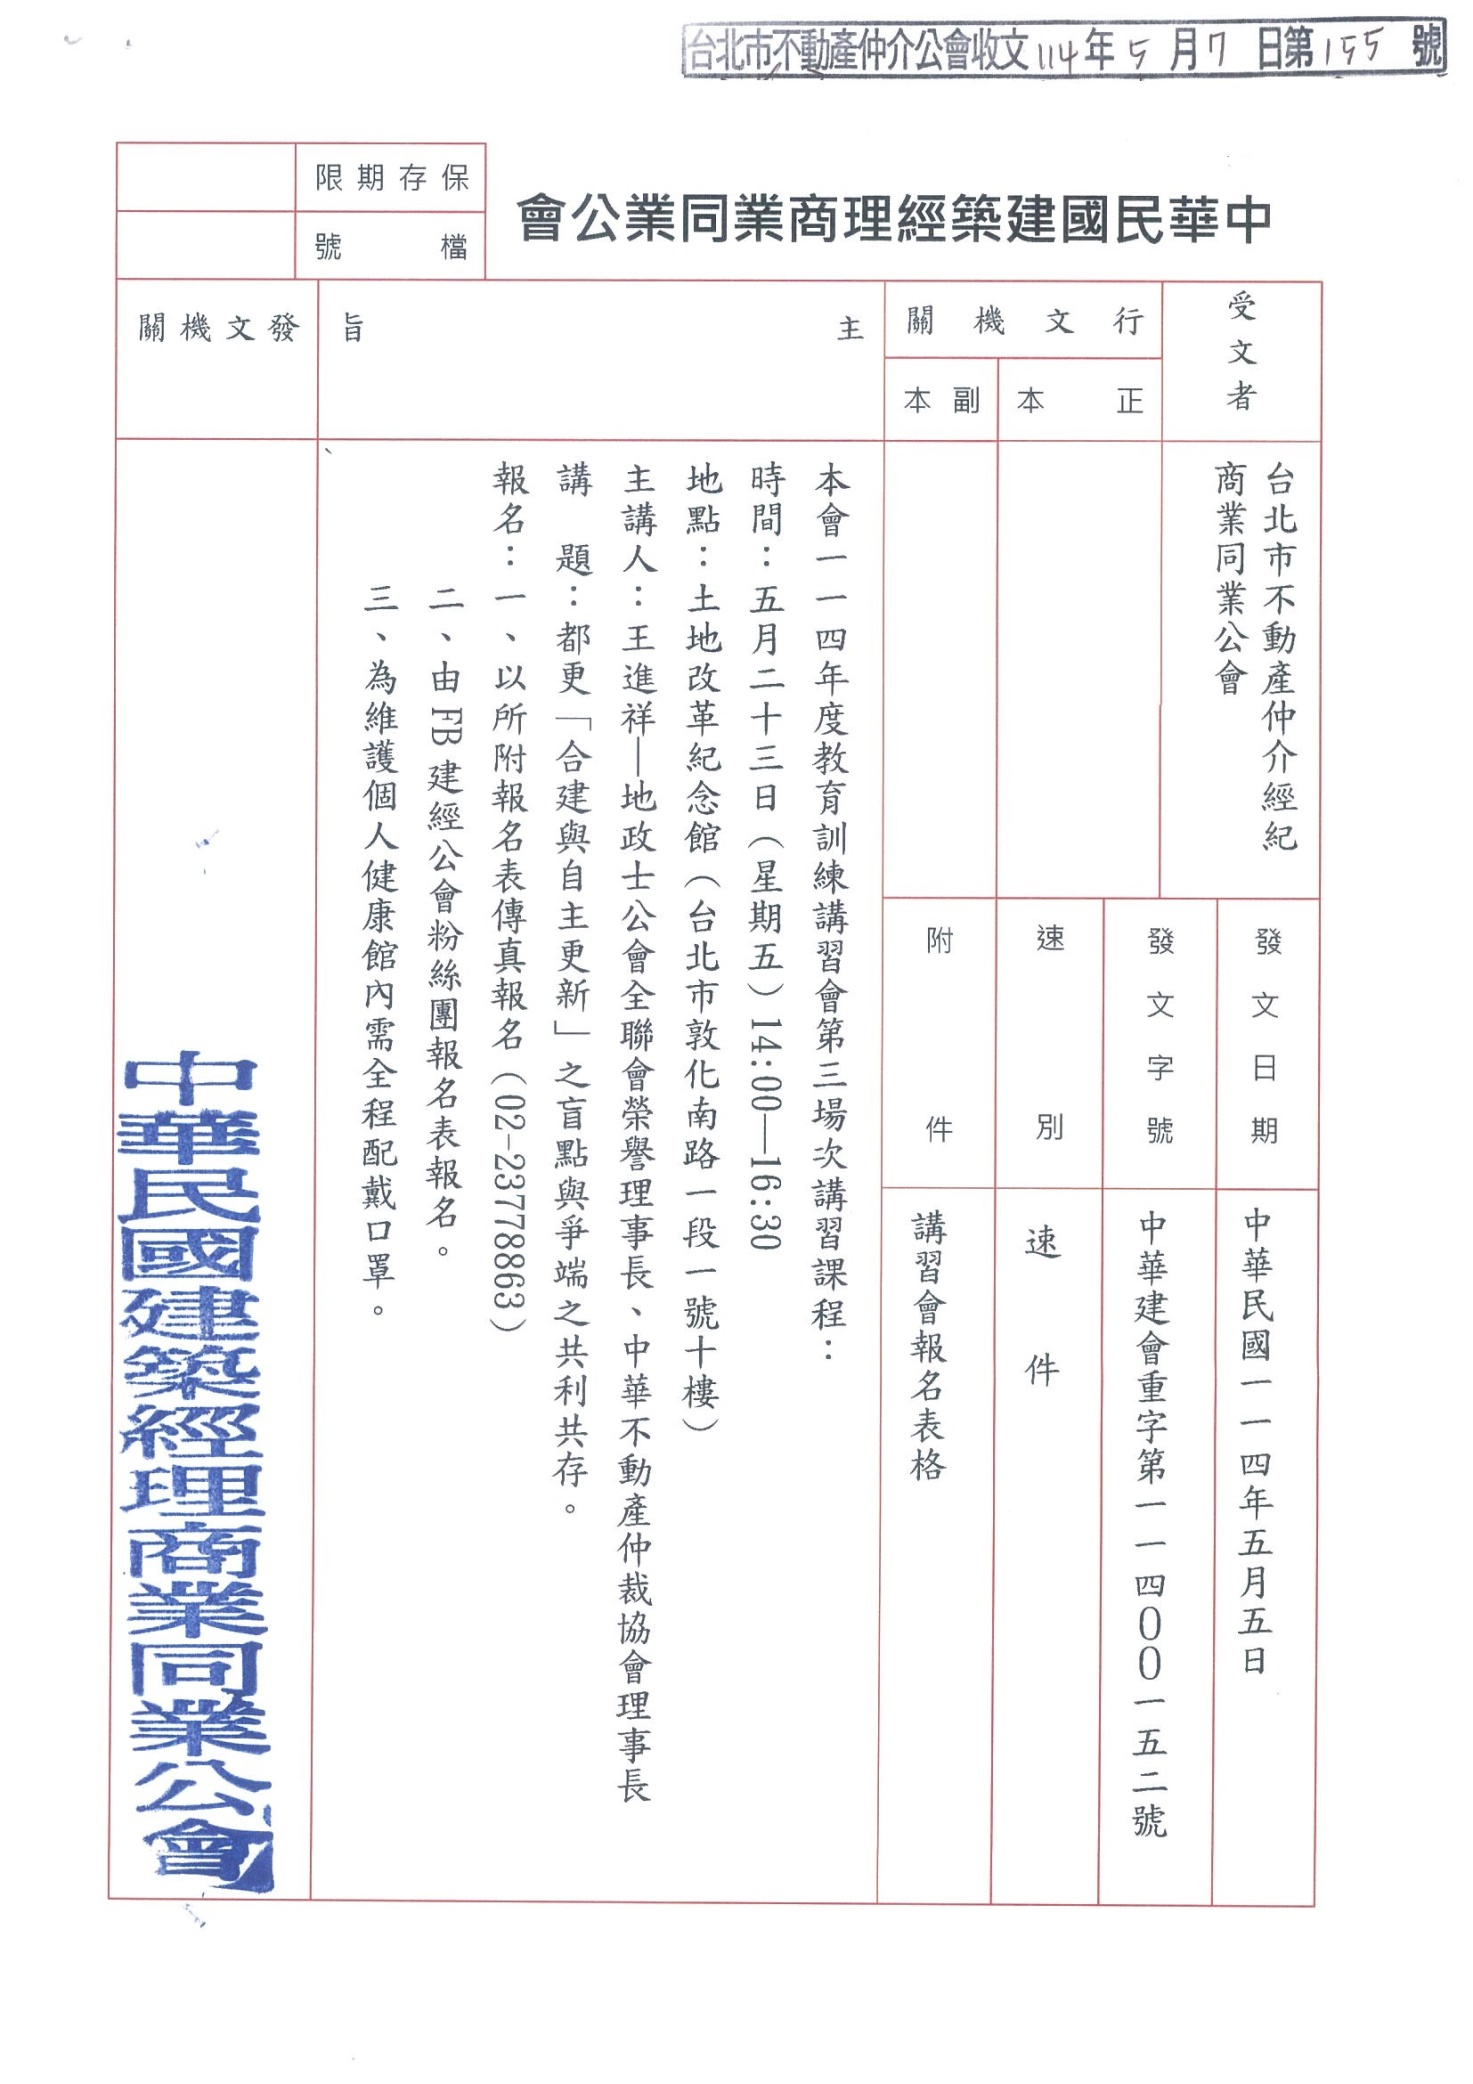 台北市不動產仲介公會收文114年5月7日第155號
中華民國建築經理商業同業公會
保存期限
檔號
受文者
台北市不動產仲介經紀
商業同業公會
行文機關
正本
副本
發文日期
中華民國一一四年五月五日
發文字號
中華建會重字第一一四00一五二號
速別
速件
附件
講習會報名表格
主旨
本會一一四年度教育訓練講習會第三場次講習課程：
時間：五月二十三日（星期五）14:00—16:30
地點：土地改革紀念館（台北市敦化南路一段一號十樓）
主講人：王進祥—地政士公會全聯會榮譽理事長、中華不動產仲裁協會理事長
講題：都更「合建與自主更新」之盲點與爭端之共利共存。
報名：一、以所附報名表傳真報名（02-23778863）
二、由FB建經公會粉絲團報名表報名。
三、為維護個人健康館內需全程配戴口罩。
發文機關
中華民國建築經理商業同業公會